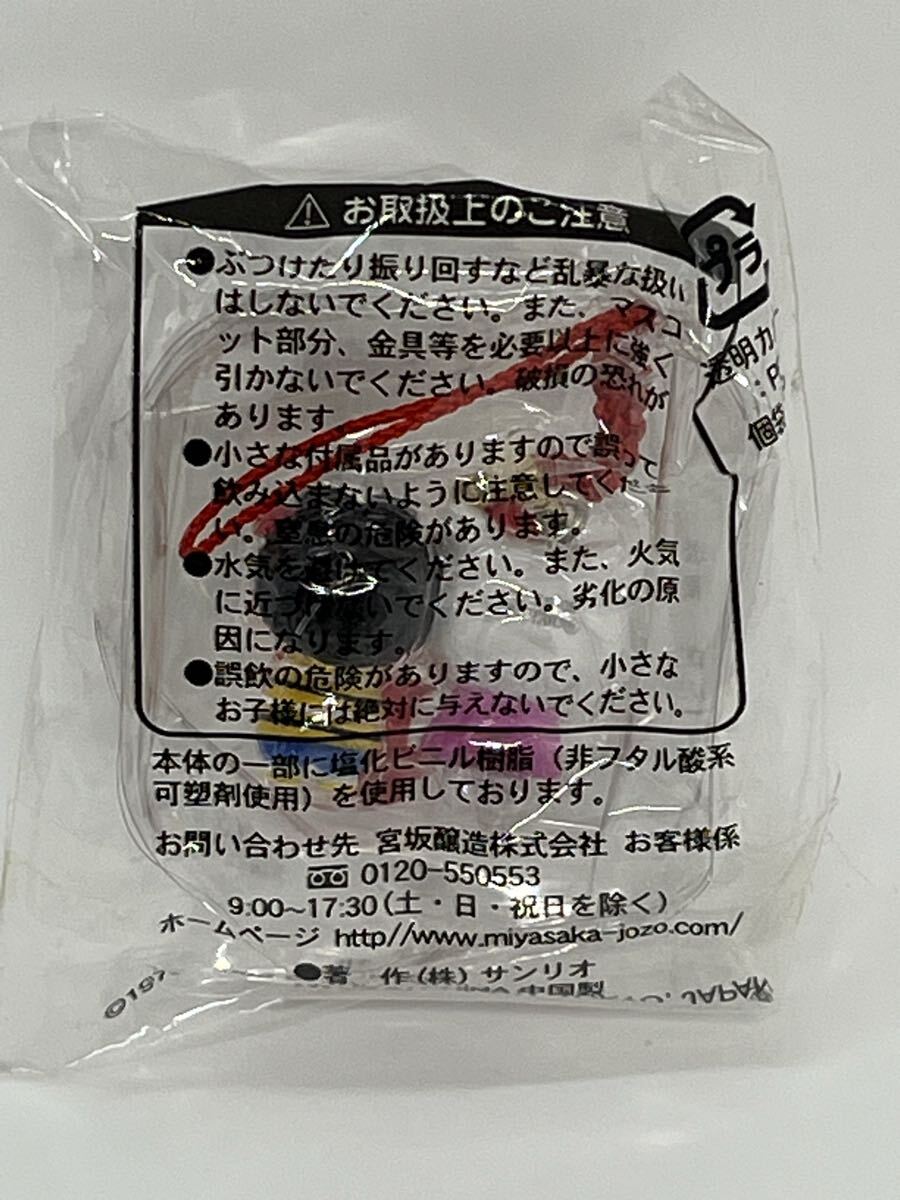 お取扱上のご注意
●ぶつけたり振り回すなど乱暴な扱い
はしないでください。また、マスコ
ット部分、金具等を必要以上に強く
引かないでください。破損の恐れが
あります
●小さな付属品がありますので誤って
飲み込まないように注意してくださ
い。窒息の危険があります。
●水気を避けてください。また、火気
に近づけないでください。劣化の原
因になります。
●誤飲の危険がありますので、小さな
お子様には絶対に与えないでください。
プラ
透明カ
:P
個袋
本体の一部に塩化ビニル樹脂（非フタル酸系
可塑剤使用）を使用しております。
お問い合わせ先 宮坂醸造株式会社 お客様係
0120-550553
9:00~17:30(土・日・祝日を除く)
ホームページ http//www.miyasaka-jozo.com/
●著 作(株) サンリオ
中国製
©197